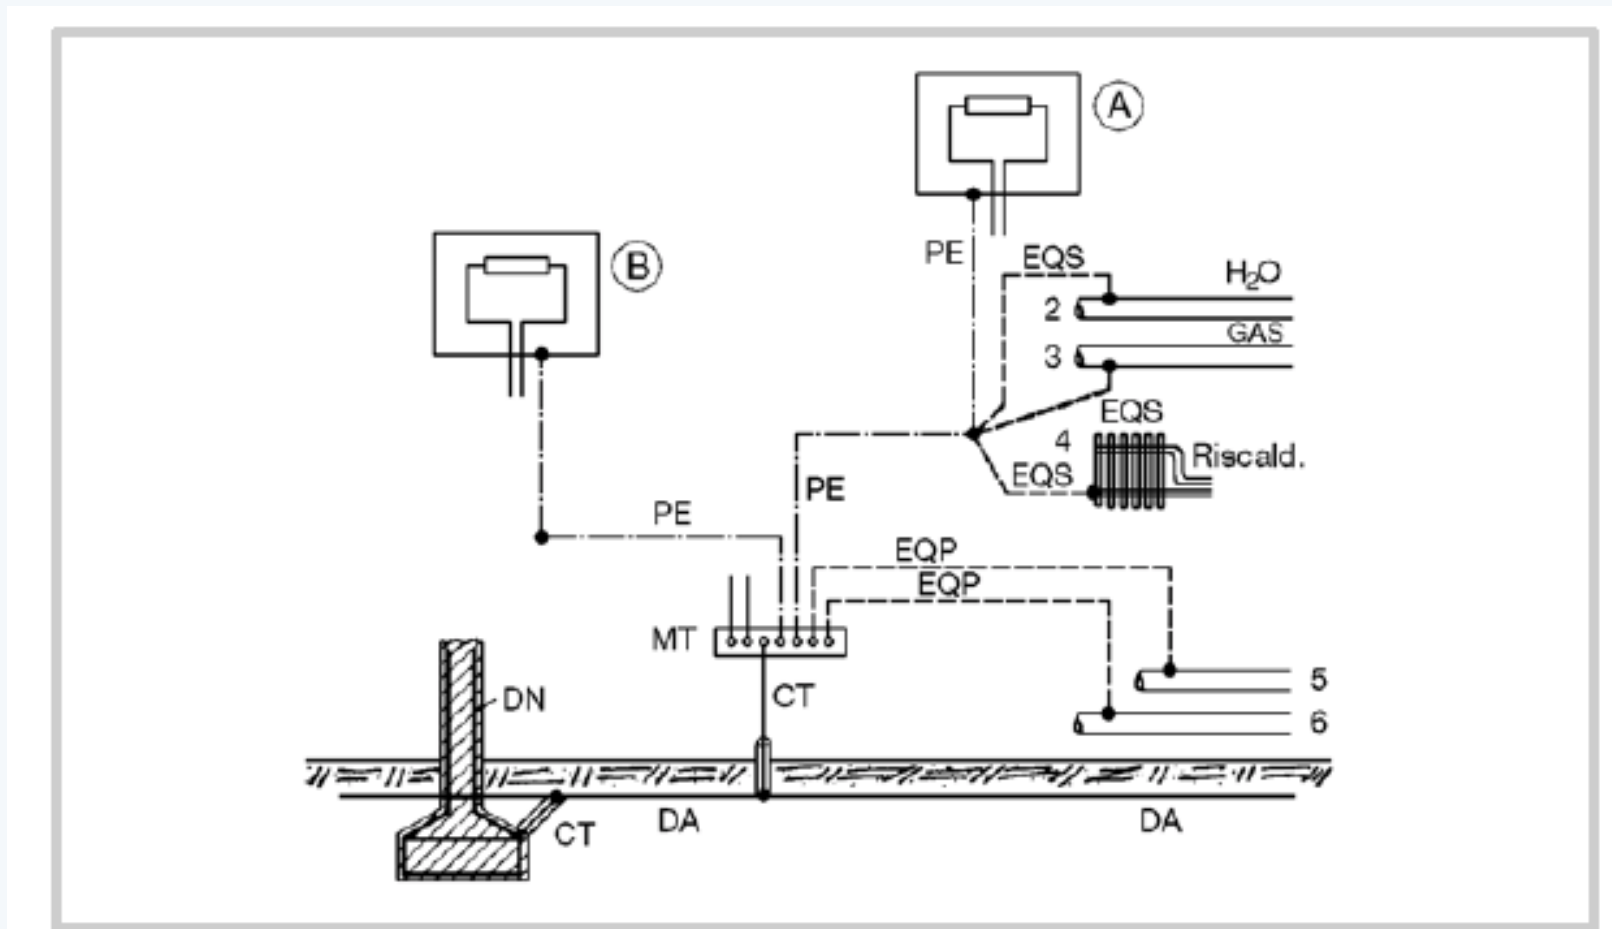 A
B
PE
EQS
H₂O
2
GAS
3
EQS
4
Riscald.
EQS
PE
PE
EQP
EQP
MT
CT
5
DN
6
CT
DA
DA